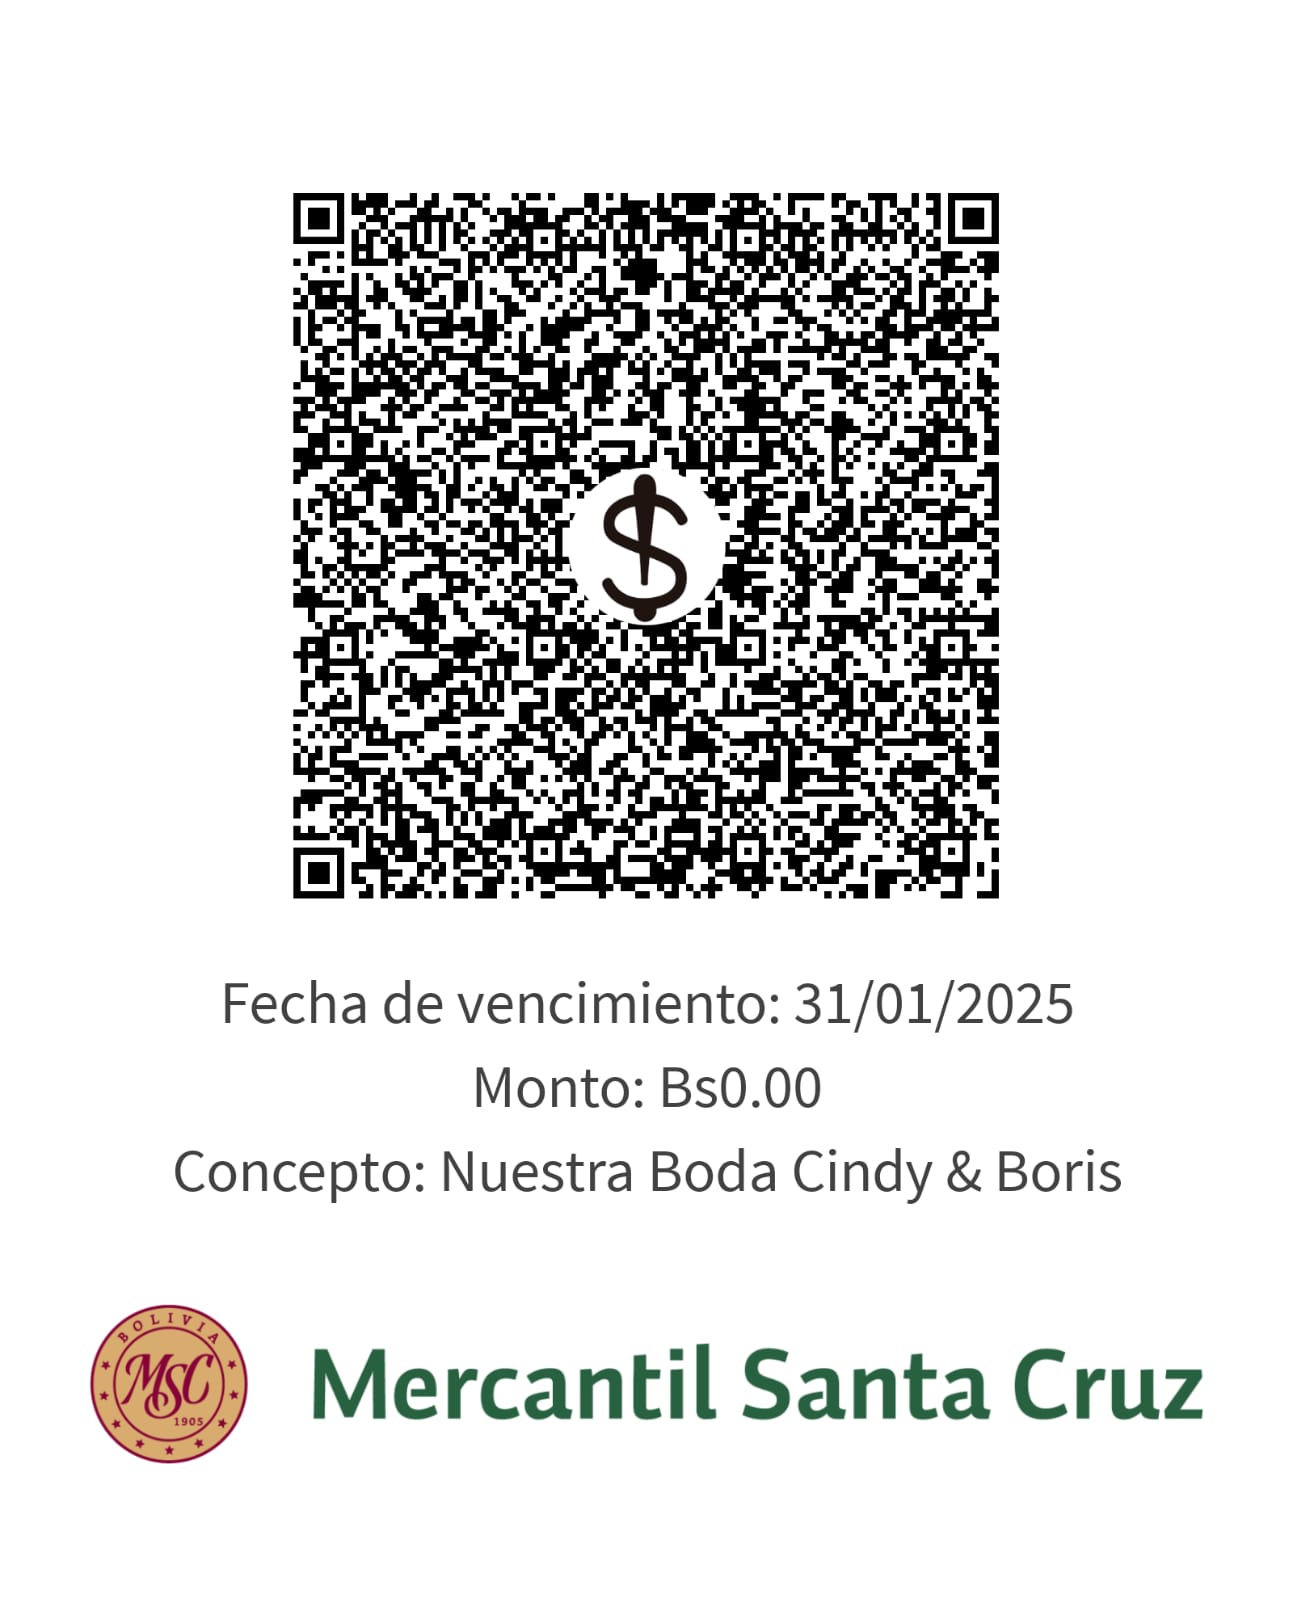 $
Fecha de vencimiento: 31/01/2025
Monto: Bs0.00
Concepto: Nuestra Boda Cindy & Boris
BOLIVIA
MSC
1905
Mercantil Santa Cruz